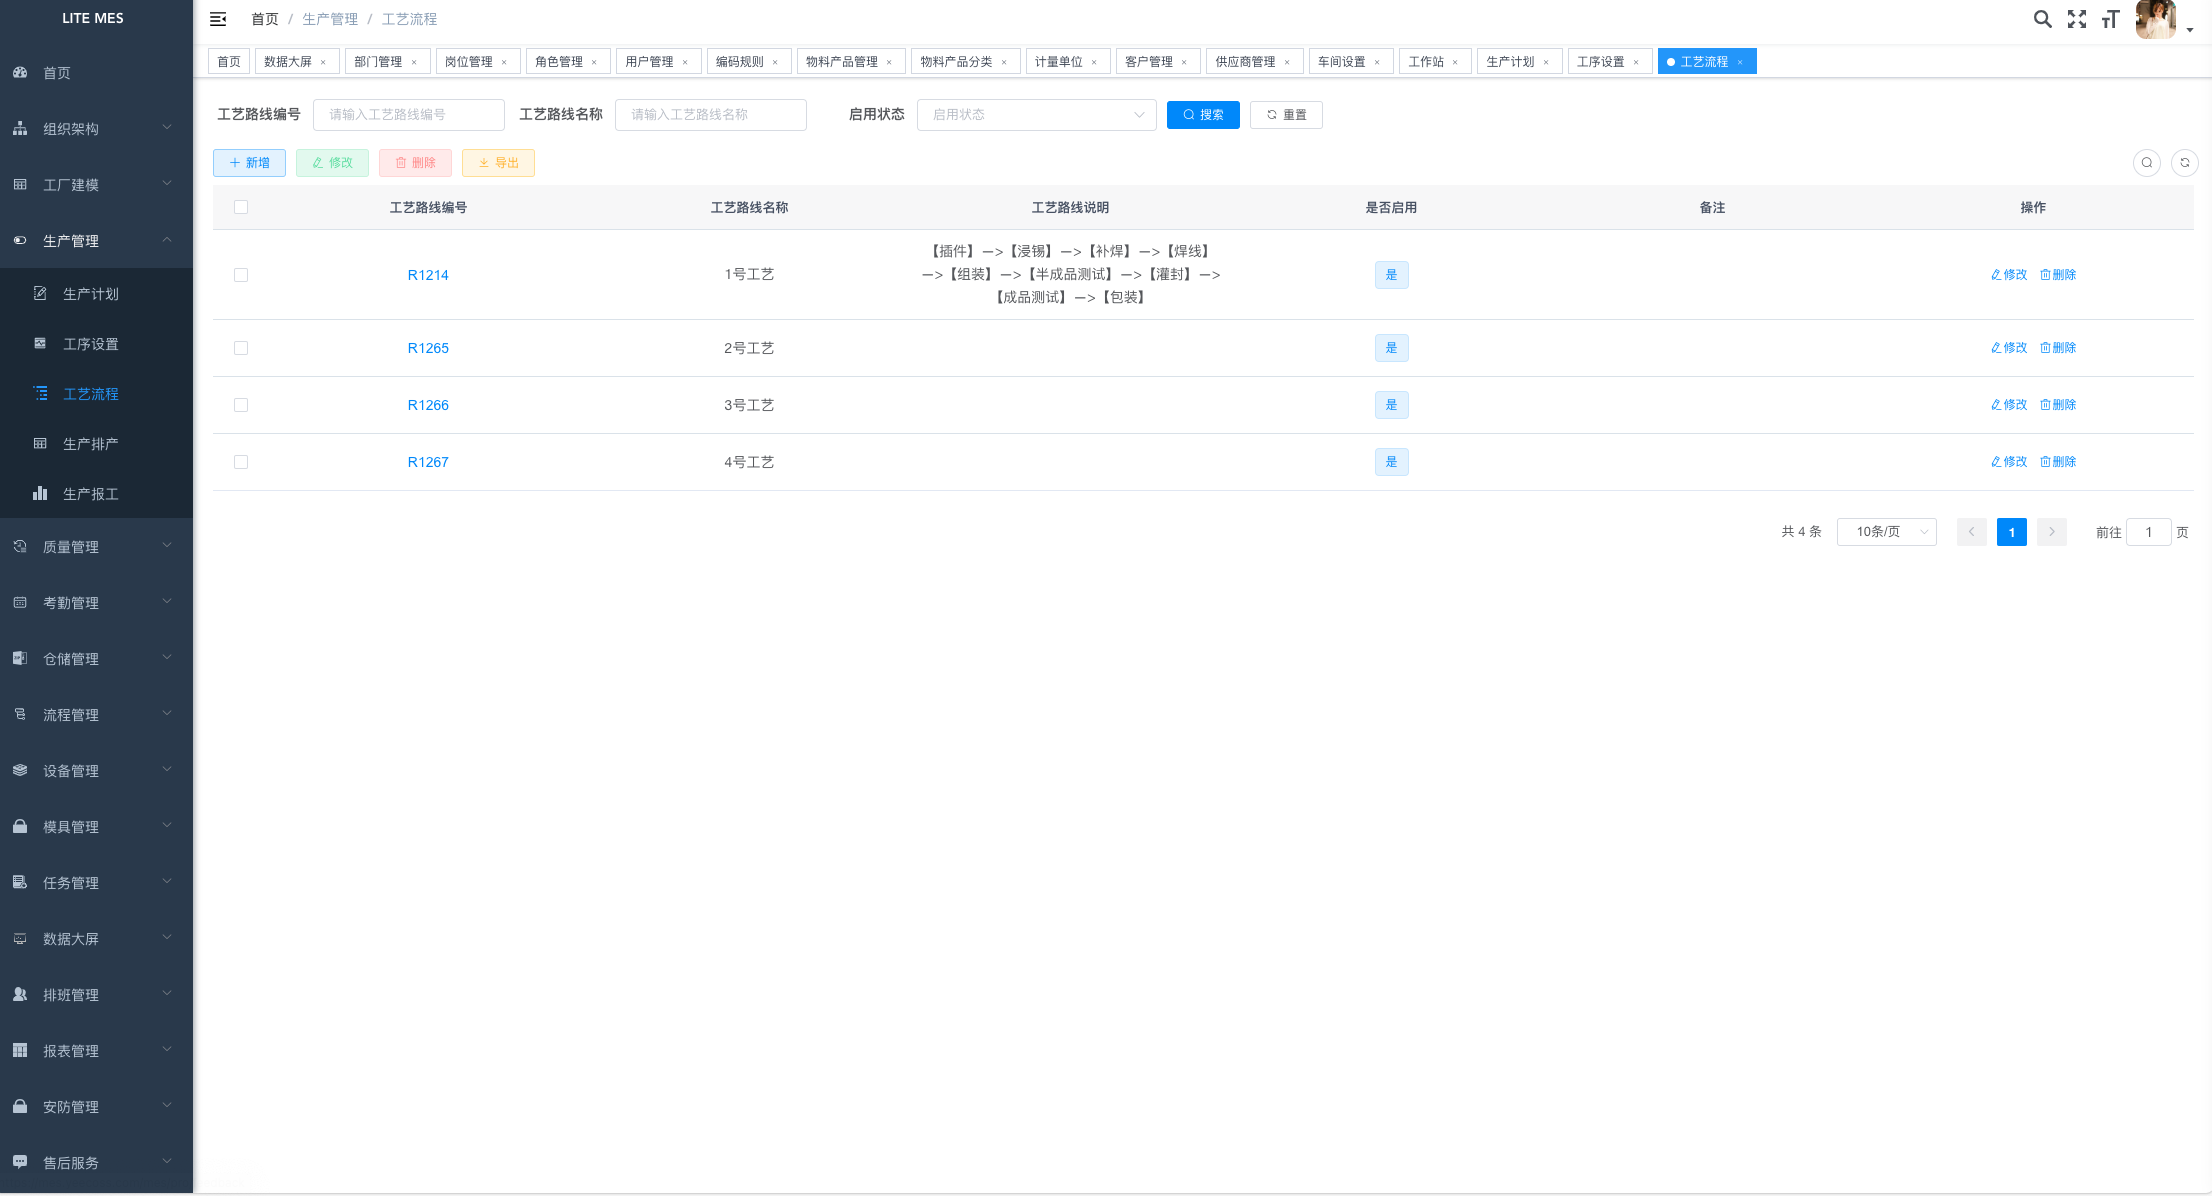 LITE MES
首页
组织架构
工厂建模
生产管理
生产计划
工序设置
工艺流程
生产排产
生产报工
质量管理
考勤管理
仓储管理
流程管理
设备管理
模具管理
任务管理
数据大屏
排班管理
报表管理
安防管理
售后服务
首页 / 生产管理 / 工艺流程
首页 数据大屏 × 部门管理 × 岗位管理 × 角色管理 × 用户管理 × 编码规则 × 物料产品管理 × 物料产品分类 × 计量单位 × 客户管理 × 供应商管理 × 车间设置 × 工作站 × 生产计划 × 工序设置 × 工艺流程 ×
工艺路线编号 请输入工艺路线编号 工艺路线名称 请输入工艺路线名称 启用状态 启用状态 搜索 重置
新增 修改 删除 导出
工艺路线编号 工艺路线名称 工艺路线说明 是否启用 备注 操作
R1214 1号工艺 【插件】—>【浸锡】—>【补焊】—>【焊线】
—>【组装】—>【半成品测试】—>【灌封】—>
【成品测试】—>【包装】 是 修改 删除
R1265 2号工艺 是 修改 删除
R1266 3号工艺 是 修改 删除
R1267 4号工艺 是 修改 删除
共 4 条 10条/页 1 前往 1 页